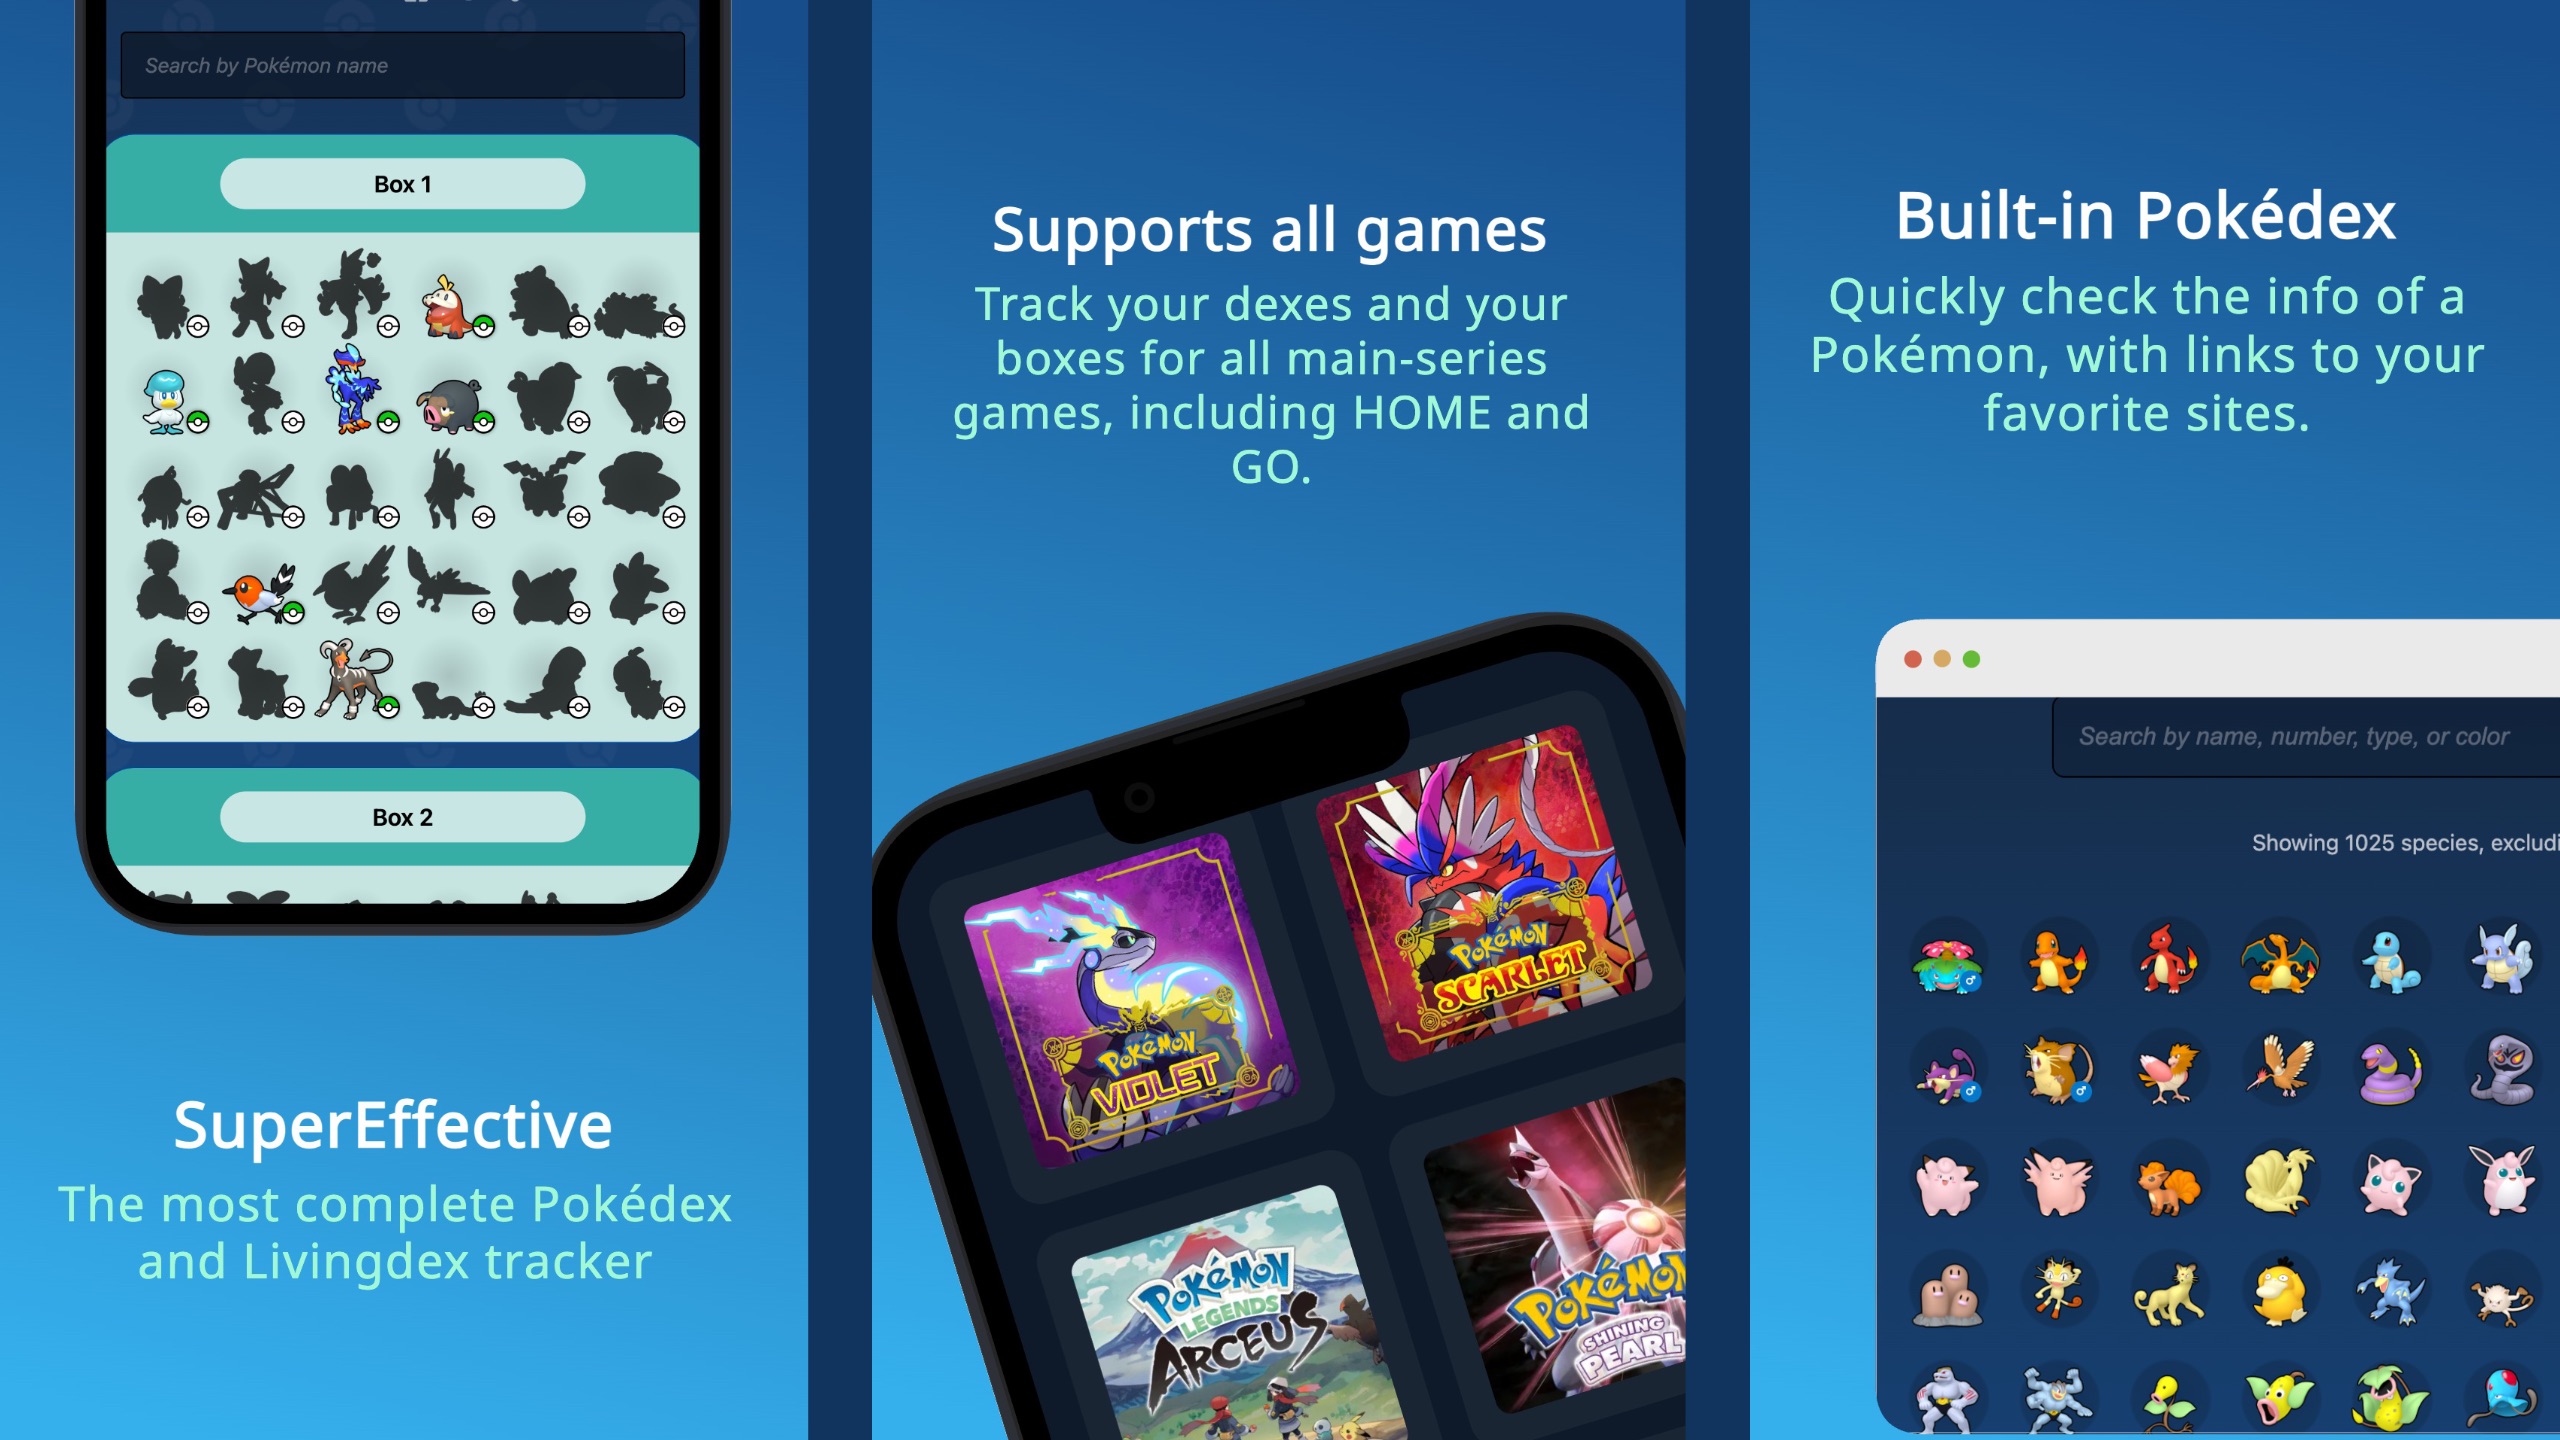 Search by Pokémon name
Box 1
Box 2
SuperEffective
The most complete Pokédex
and Livingdex tracker
Supports all games
Track your dexes and your
boxes for all main-series
games, including HOME and
GO.
POKéMON
VIOLET
POKéMON
SCARLET
POKéMON
LEGENDS
ARCEUS
POKéMON
SHINING
PEARL
Built-in Pokédex
Quickly check the info of a
Pokémon, with links to your
favorite sites.
Search by name, number, type, or color
Showing 1025 species,